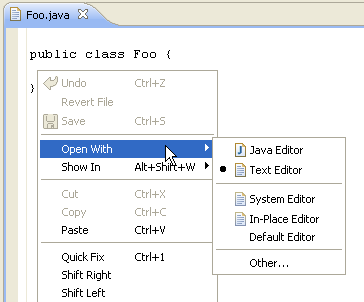 Foo.java
public class Foo {
}
Undo Ctrl+Z
Revert File
Save Ctrl+S
Open With
Show In Alt+Shift+W
Cut Ctrl+X
Copy Ctrl+C
Paste Ctrl+V
Quick Fix Ctrl+1
Shift Right
Shift Left
Java Editor
Text Editor
System Editor
In-Place Editor
Default Editor
Other...